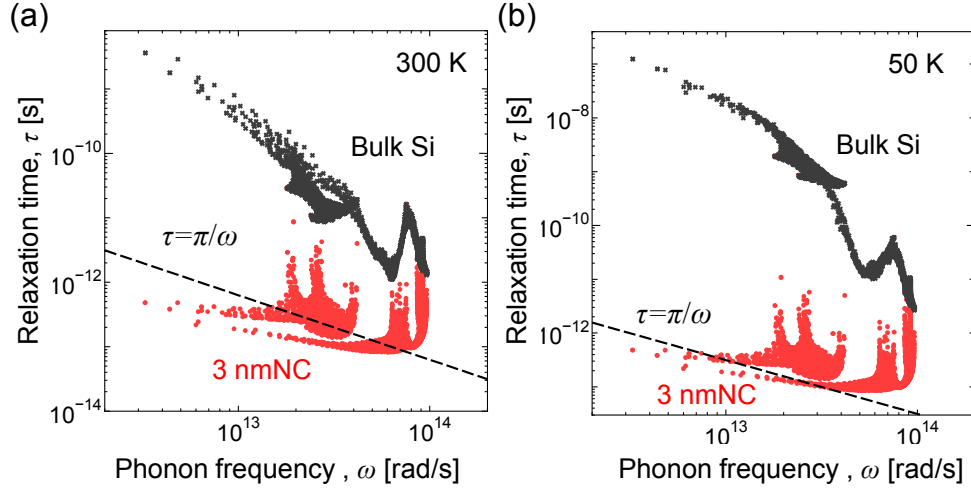 (a)
(b)
300 K
50 K
Bulk Si
Bulk Si
τ=π/ω
τ=π/ω
3 nmNC
3 nmNC
Relaxation time, τ [s]
Relaxation time, τ [s]
10⁻¹⁰
10⁻¹²
10⁻¹⁴
10⁻⁸
10⁻¹⁰
10⁻¹²
10¹³
10¹⁴
10¹³
10¹⁴
Phonon frequency , ω [rad/s]
Phonon frequency , ω [rad/s]